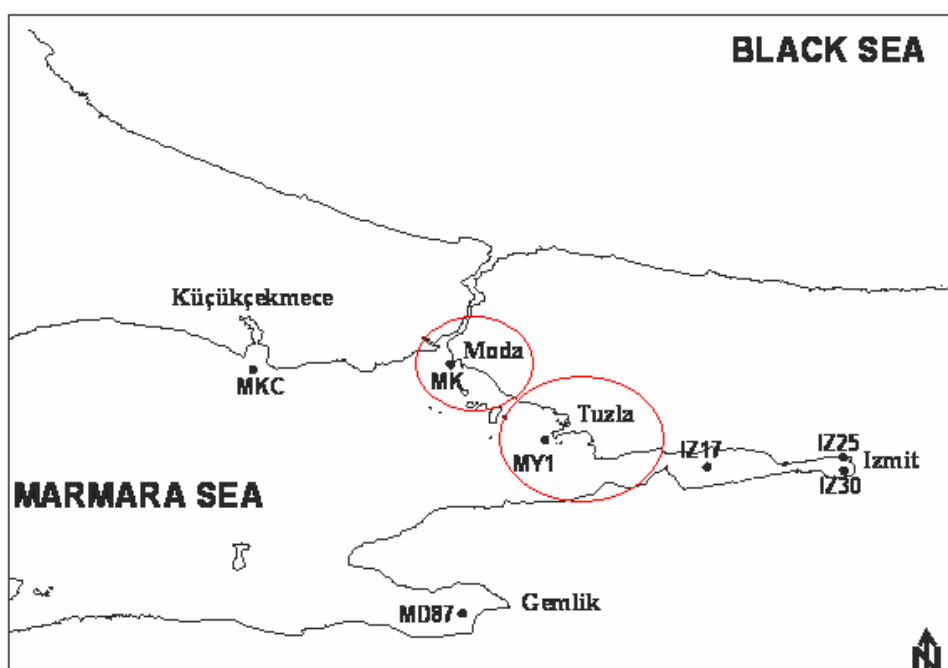 BLACK SEA
Küçükçekmece
MKC
Moda
MK
Tuzla
MY1
IZ17
IZ25
Izmit
IZ30
MARMARA SEA
MD87
Gemlik
N